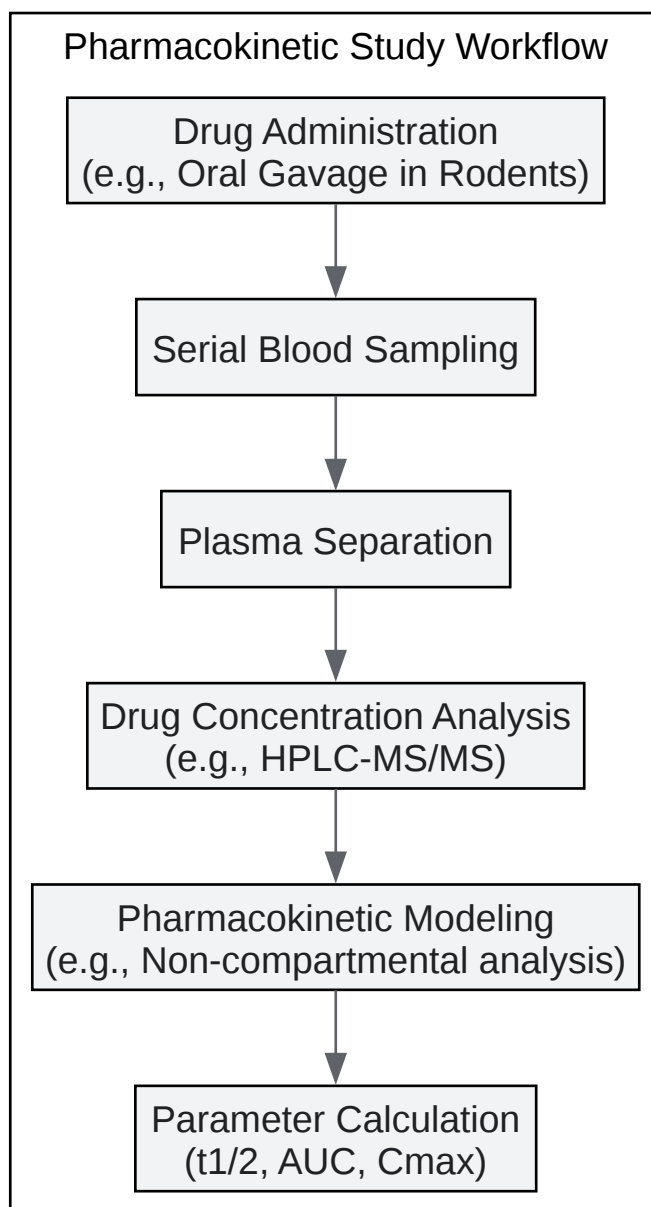 Pharmacokinetic Study Workflow
Drug Administration
(e.g., Oral Gavage in Rodents)
Serial Blood Sampling
Plasma Separation
Drug Concentration Analysis
(e.g., HPLC-MS/MS)
Pharmacokinetic Modeling
(e.g., Non-compartmental analysis)
Parameter Calculation
(t1/2, AUC, Cmax)